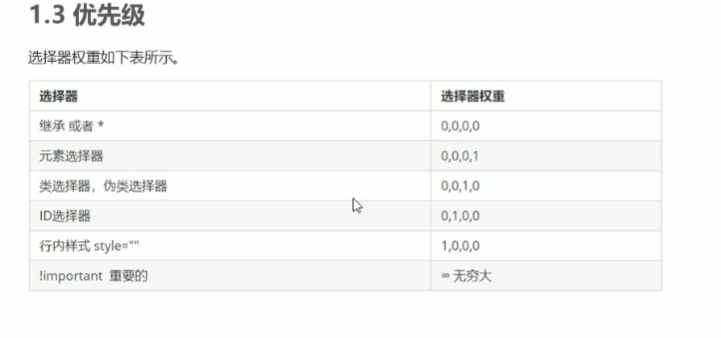 1.3 优先级
选择器权重如下表所示。
选择器 选择器权重
继承 或者 * 0,0,0,0
元素选择器 0,0,0,1
类选择器，伪类选择器 0,0,1,0
ID选择器 0,1,0,0
行内样式 style="" 1,0,0,0
!important 重要的 ∞ 无穷大